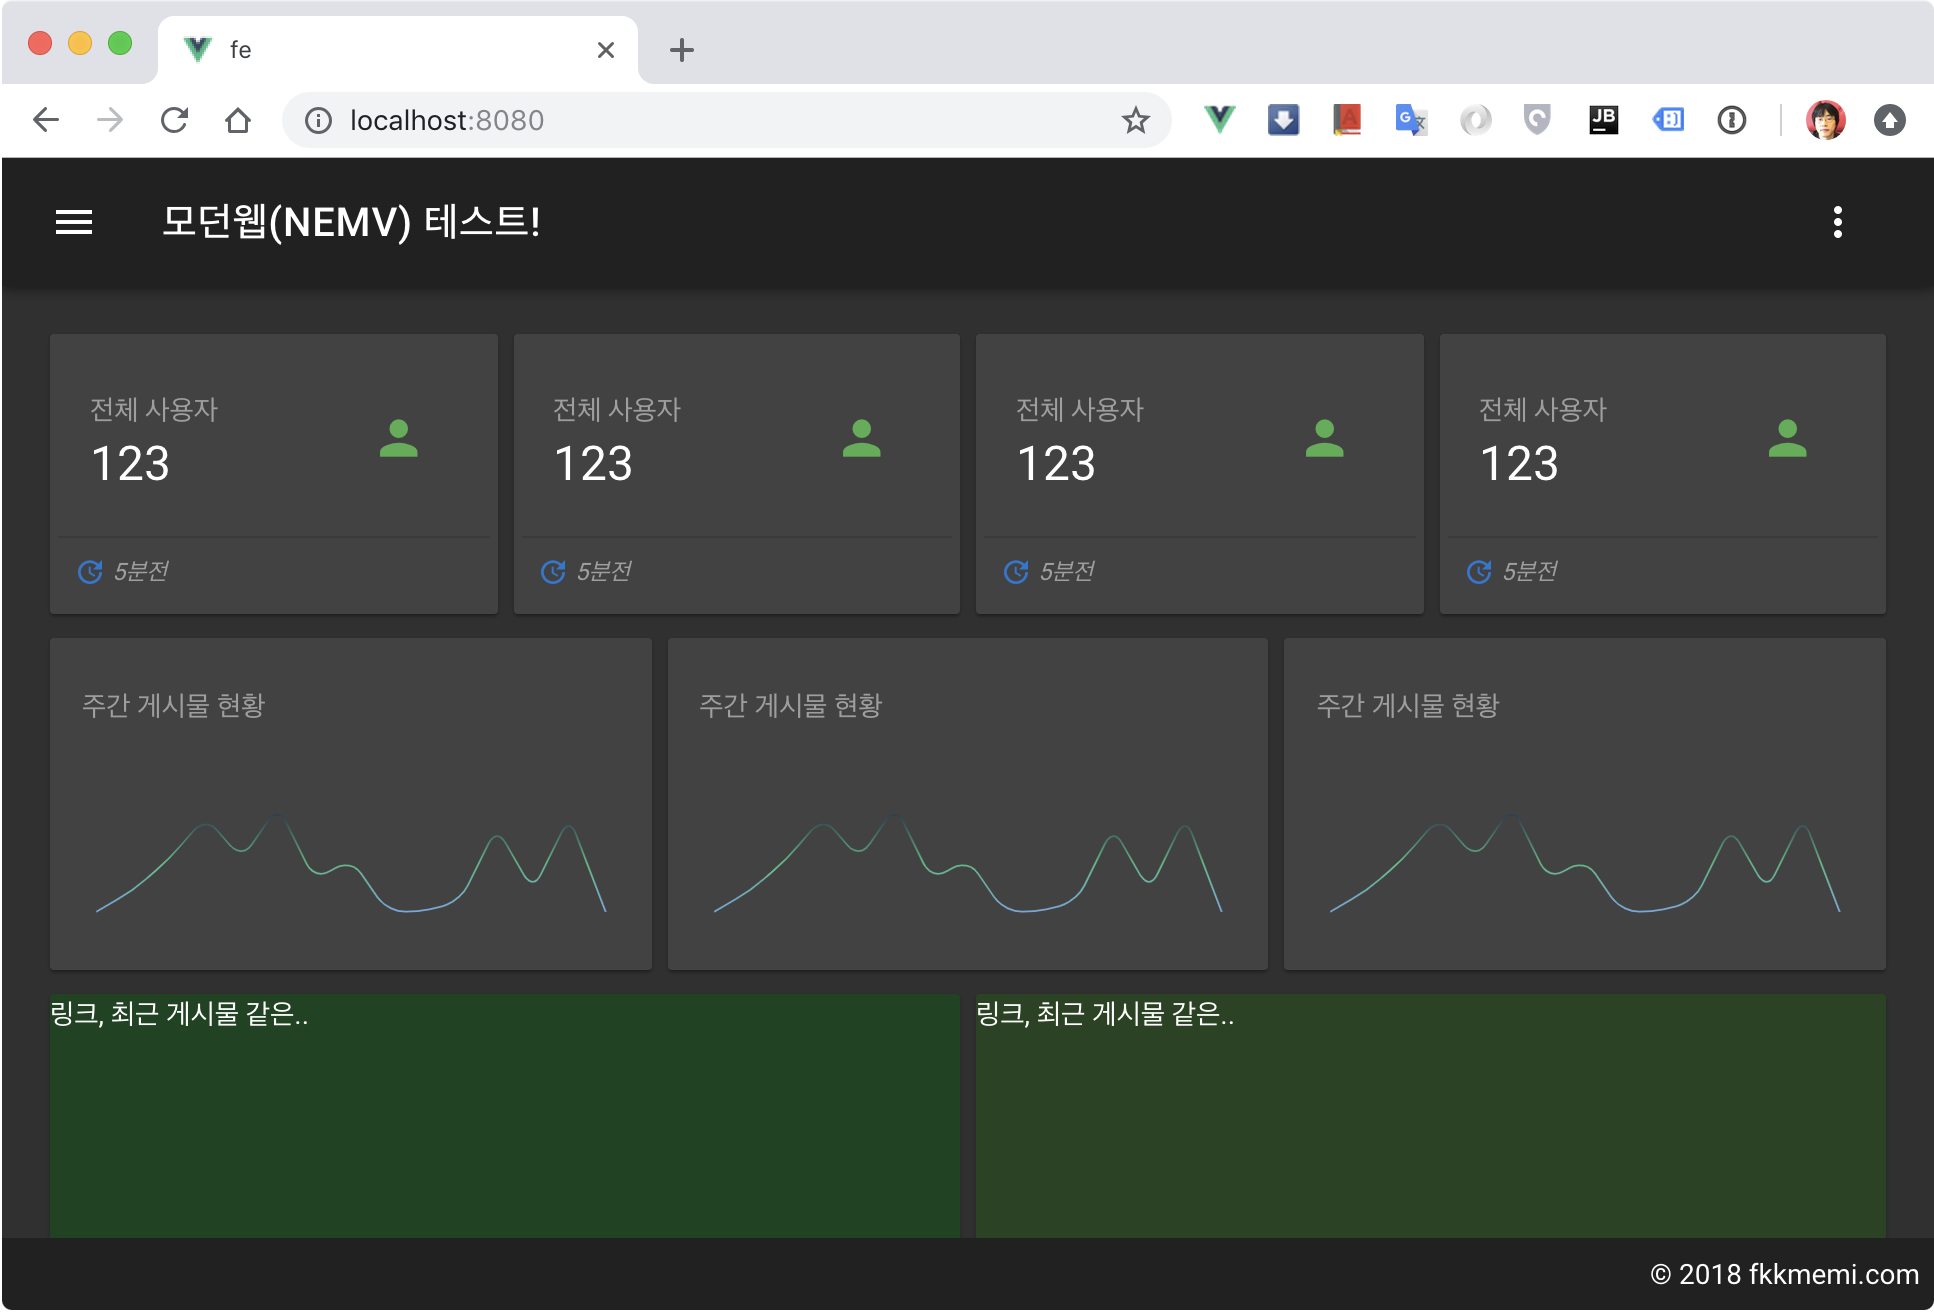 fe
localhost:8080
JB
모던웹(NEMV) 테스트!
전체 사용자
123
5분전
전체 사용자
123
5분전
전체 사용자
123
5분전
전체 사용자
123
5분전
주간 게시물 현황
주간 게시물 현황
주간 게시물 현황
링크, 최근 게시물 같은..
링크, 최근 게시물 같은..
© 2018 fkkmemi.com